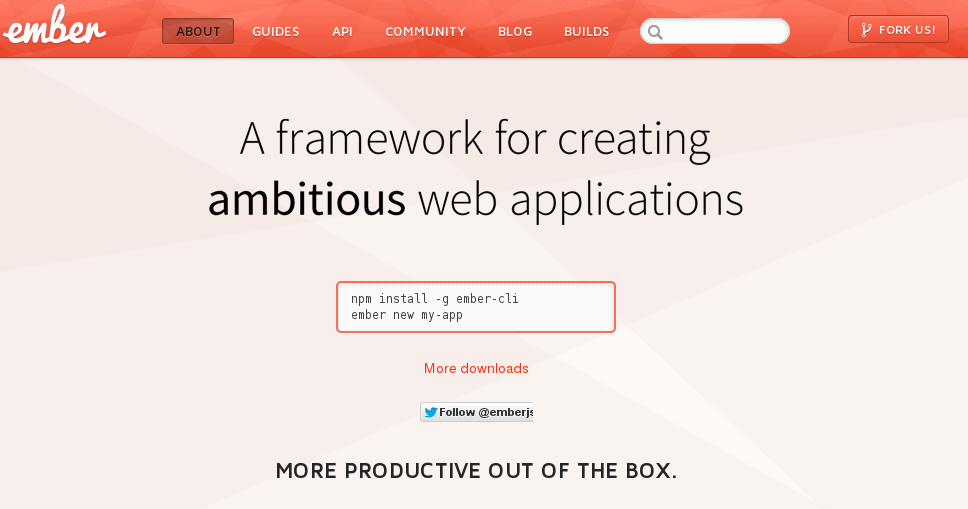 ember
ABOUT GUIDES API COMMUNITY BLOG BUILDS FORK US!
A framework for creating
ambitious web applications
npm install -g ember-cli
ember new my-app
More downloads
Follow @emberjs
MORE PRODUCTIVE OUT OF THE BOX.